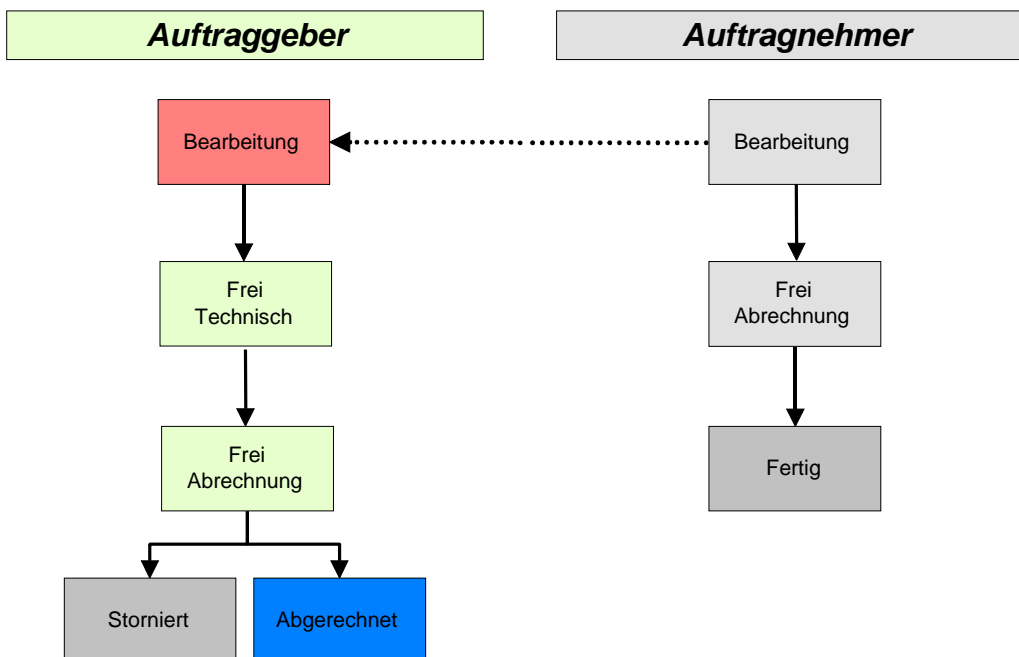 Auftraggeber
Auftragnehmer
Bearbeitung
Bearbeitung
Frei
Technisch
Frei
Abrechnung
Frei
Abrechnung
Fertig
Storniert
Abgerechnet